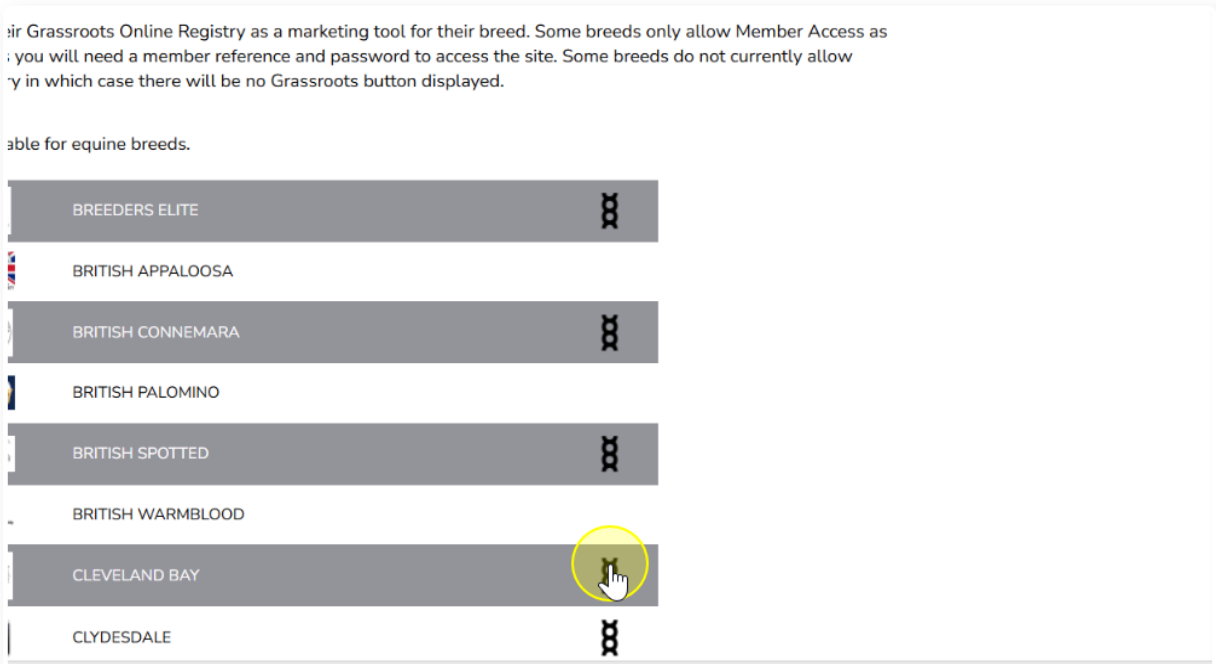 eir Grassroots Online Registry as a marketing tool for their breed. Some breeds only allow Member Access as
you will need a member reference and password to access the site. Some breeds do not currently allow
ry in which case there will be no Grassroots button displayed.
able for equine breeds.
BREEDERS ELITE
BRITISH APPALOOSA
BRITISH CONNEMARA
BRITISH PALOMINO
BRITISH SPOTTED
BRITISH WARMBLOOD
CLEVELAND BAY
CLYDESDALE